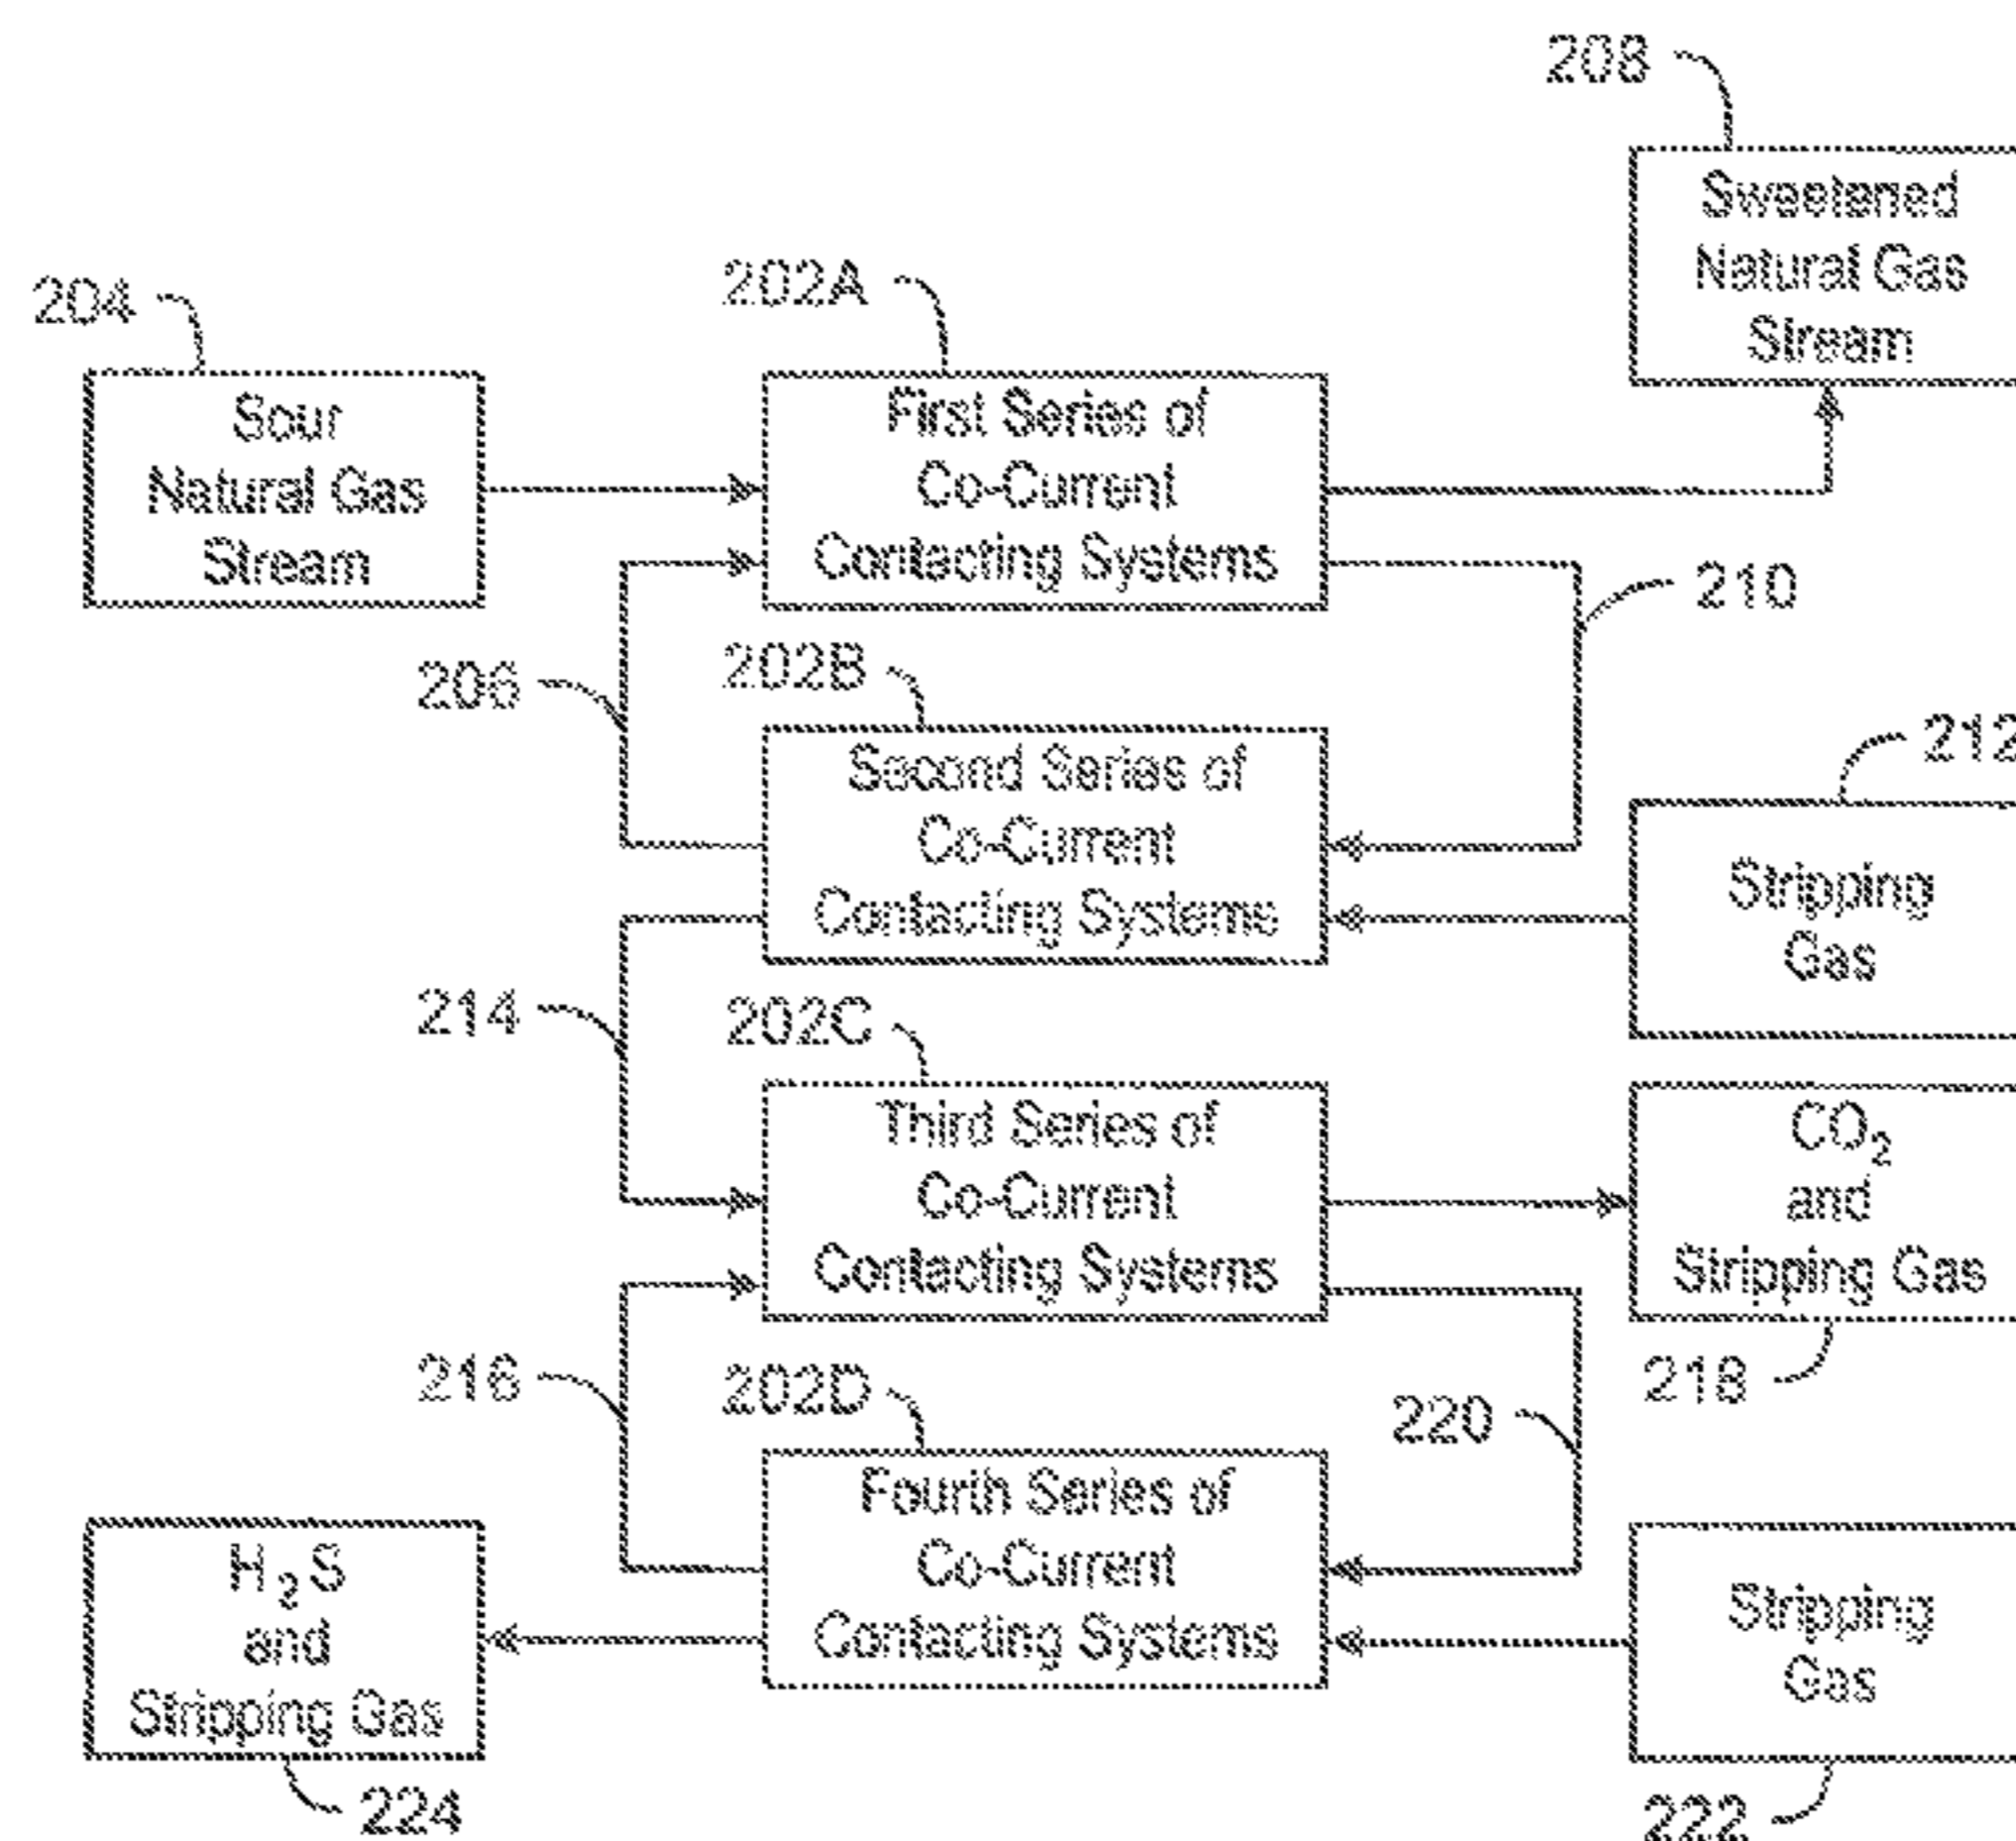 208
Sweetened
Natural Gas
Stream
204
Sour
Natural Gas
Stream
202A
First Series of
Co-Current
Contacting Systems
210
206
202B
Second Series of
Co-Current
Contacting Systems
212
Stripping
Gas
214
202C
Third Series of
Co-Current
Contacting Systems
CO2
and
Stripping Gas
218
216
202D
220
Fourth Series of
Co-Current
Contacting Systems
H2S
and
Stripping Gas
224
Stripping
Gas
222